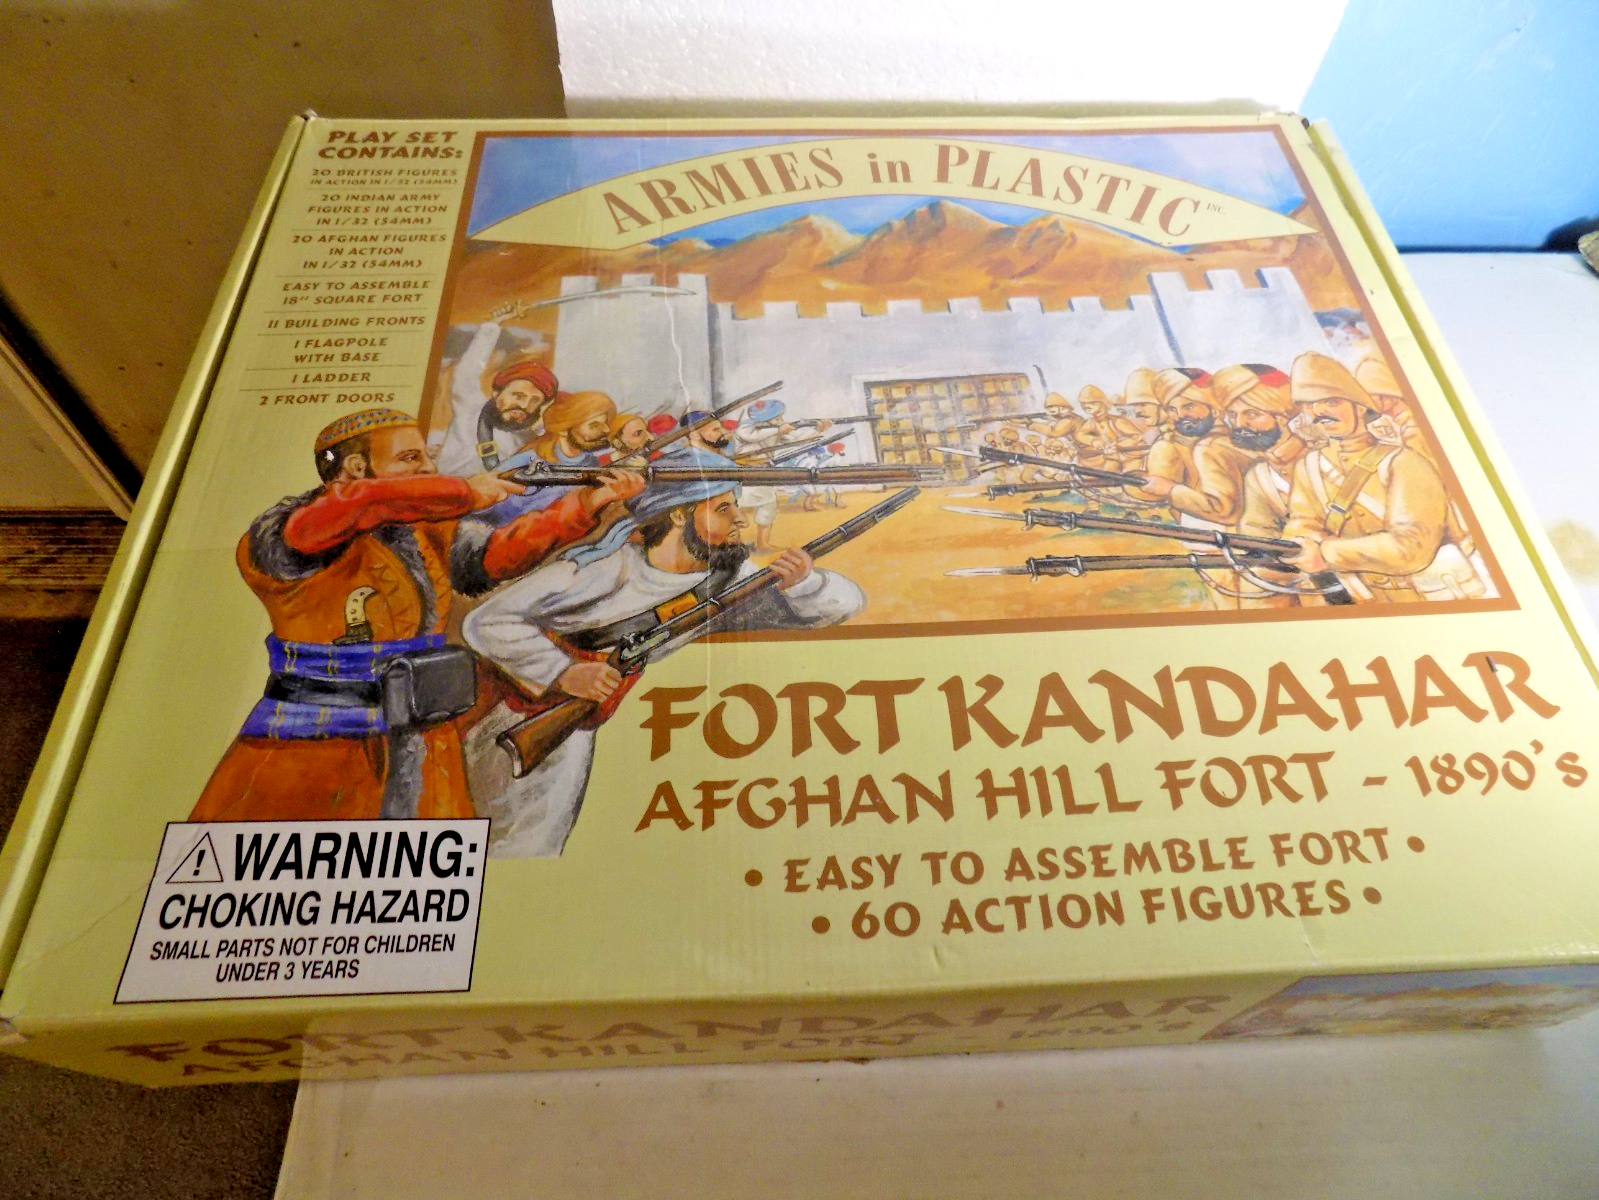 PLAY SET
CONTAINS:
20 BRITISH FIGURES
IN ACTION IN 1/32 (54MM)
20 INDIAN ARMY
FIGURES IN ACTION
IN 1/32 (54MM)
20 AFGHAN FIGURES
IN ACTION
IN 1/32 (54MM)
EASY TO ASSEMBLE
18" SQUARE FORT
11 BUILDING FRONTS
1 FLAGPOLE
WITH BASE
1 LADDER
2 FRONT DOORS
ARMIES in PLASTIC INC.
FORT KANDAHAR
AFGHAN HILL FORT - 1890's
• EASY TO ASSEMBLE FORT •
• 60 ACTION FIGURES •
! WARNING:
CHOKING HAZARD
SMALL PARTS NOT FOR CHILDREN
UNDER 3 YEARS
FORT KANDAHAR
AFGHAN HILL FORT - 1890's